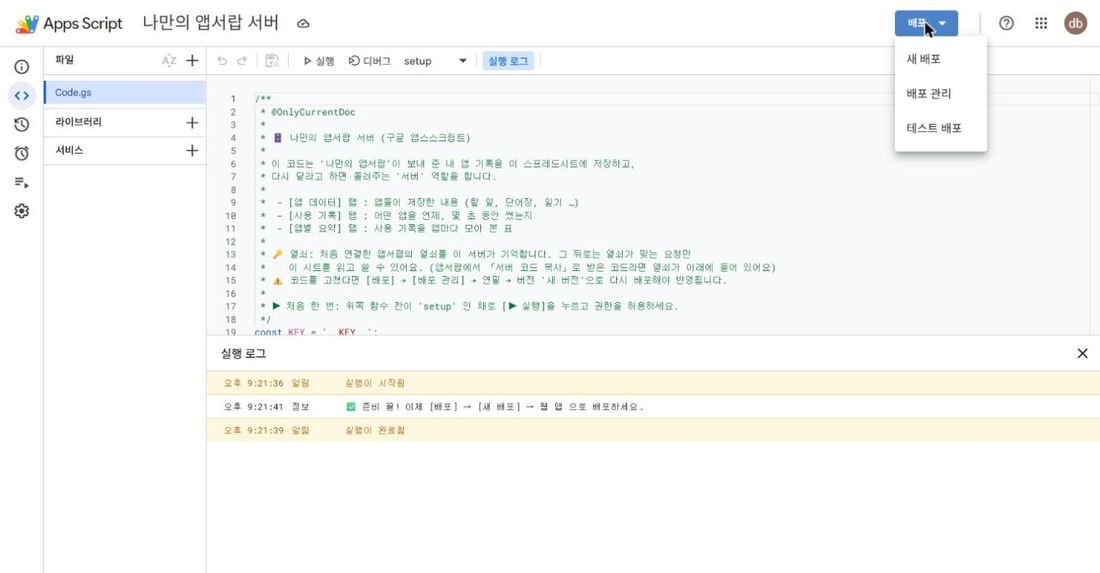 Apps Script 나만의 앱서랍 서버
배포
db
파일
AZ
실행
디버그
setup
실행 로그
새 배포
배포 관리
테스트 배포
Code.gs
라이브러리
서비스
1 /**
2 * @OnlyCurrentDoc
3 *
4 * 🗄️ 나만의 앱서랍 서버 (구글 앱스스크립트)
5 *
6 * 이 코드는 '나만의 앱서랍'이 보내 준 내 앱 기록을 이 스프레드시트에 저장하고,
7 * 다시 달라고 하면 돌려주는 '서버' 역할을 합니다.
8 *
9 * - [앱 데이터] 탭 : 앱들이 저장한 내용 (할 일, 단어장, 일기 …)
10 * - [사용 기록] 탭 : 어떤 앱을 언제, 몇 초 동안 썼는지
11 * - [앱별 요약] 탭 : 사용 기록을 앱마다 모아 본 표
12 *
13 * 🔑 열쇠: 처음 연결한 앱서랍의 열쇠를 이 서버가 기억합니다. 그 뒤로는 열쇠가 맞는 요청만
14 * 이 시트를 읽고 쓸 수 있어요. (앱서랍에서 「서버 코드 복사」로 받은 코드라면 열쇠가 아래에 들어 있어요)
15 * ⚠️ 코드를 고쳤다면 [배포] → [배포 관리] → 연필 → 버전 '새 버전'으로 다시 배포해야 반영됩니다.
16 *
17 * ▶ 처음 한 번: 위쪽 함수 칸이 'setup' 인 채로 [▶ 실행]을 누르고 권한을 허용하세요.
18 */
19 const KEY = '__KEY__';
실행 로그
오후 9:21:36 알림 실행이 시작됨
오후 9:21:41 정보 ✅ 준비 끝! 이제 [배포] → [새 배포] → 웹 앱 으로 배포하세요.
오후 9:21:39 알림 실행이 완료됨